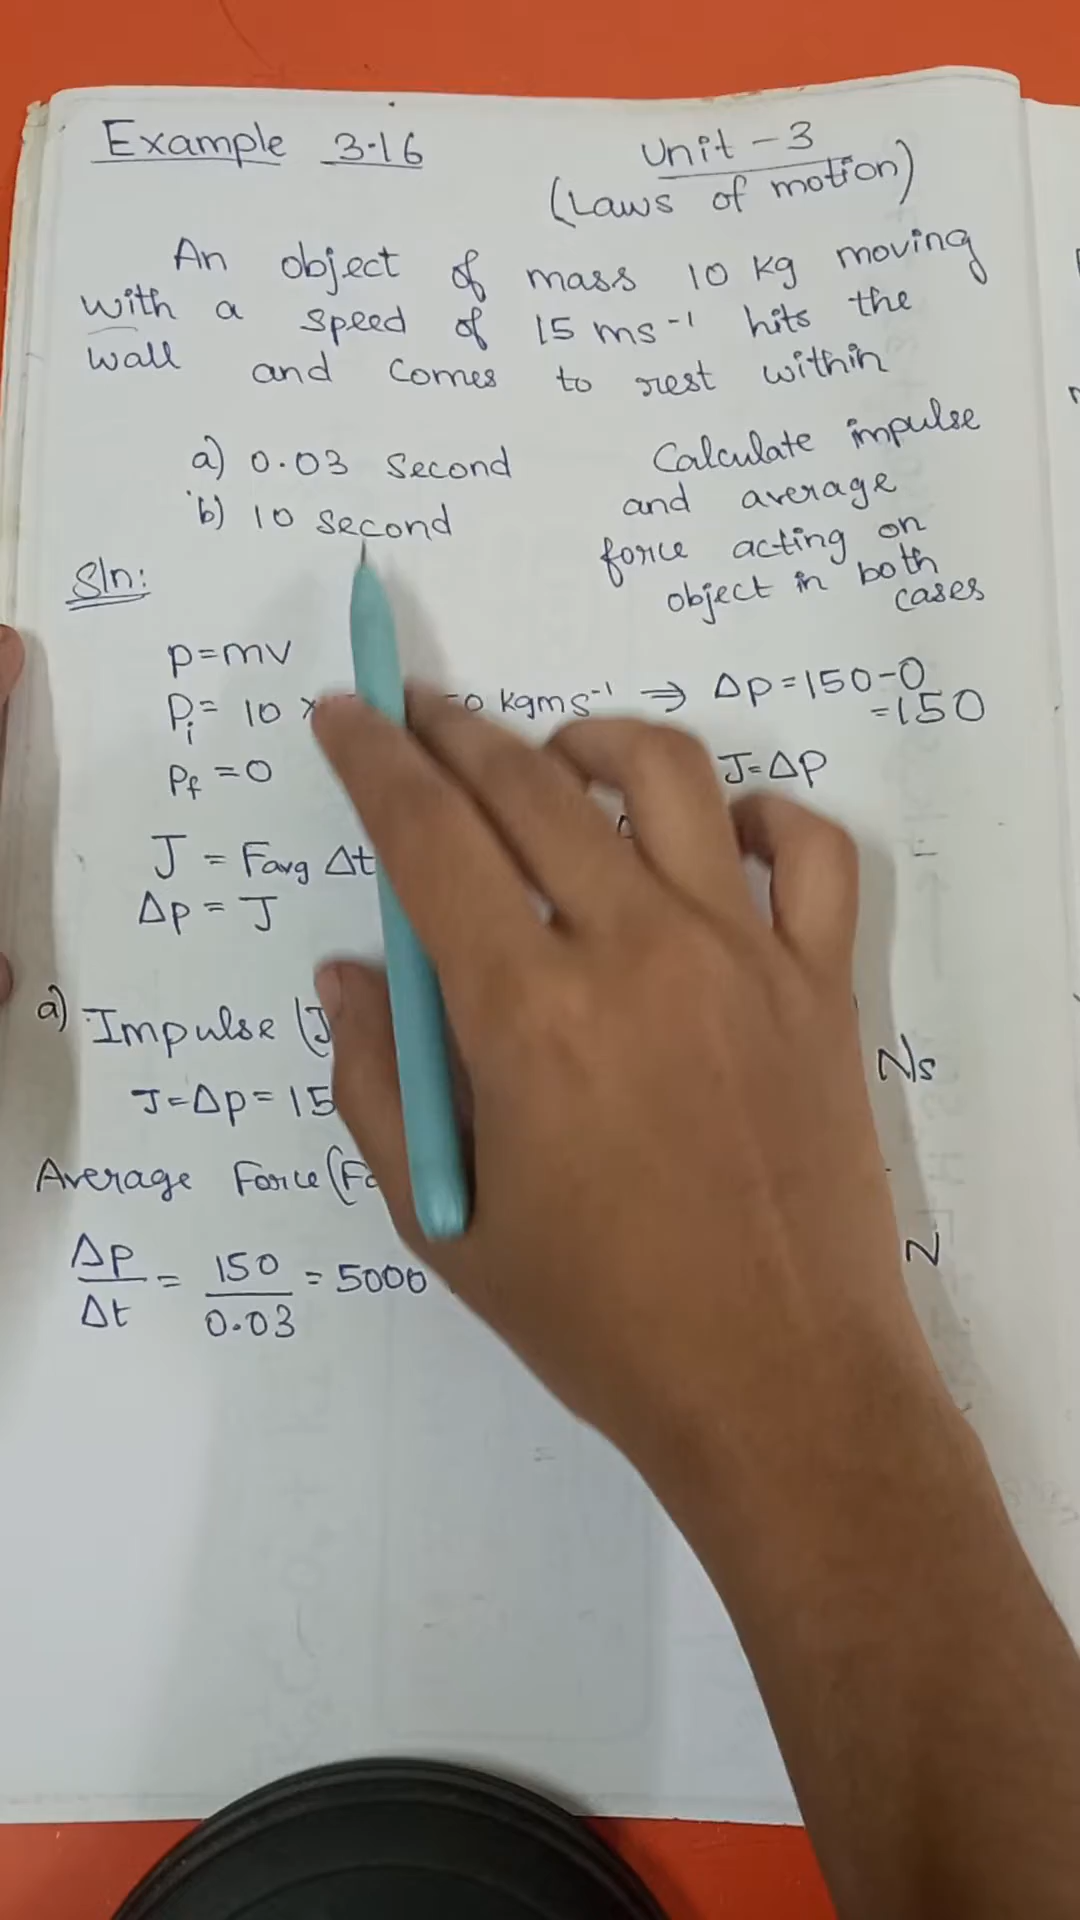 Example 3.16
Unit - 3
(Laws of motion)
An object of mass 10 kg moving
with a speed of 15 ms⁻¹ hits the
wall and comes to rest within
a) 0.03 second
b) 10 second
Calculate impulse
and average
force acting on
object in both
cases
Sln:
p=mv
Pi = 10 ×
0 kgms⁻¹ ⇒ Δp = 150-0
=150
Pf = 0
J=Δp
J = Favg Δt
Δp = J
a) Impulse (J
J=Δp= 15
Ns
Average Force (F
Δp/Δt = 150/0.03 = 5000
N